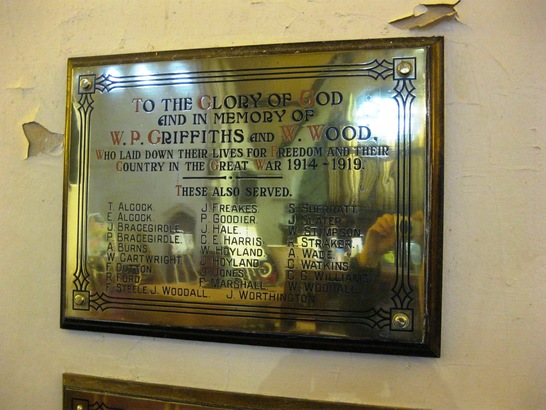 TO THE GLORY OF GOD
AND IN MEMORY OF
W. P. GRIFFITHS AND W. WOOD,
WHO LAID DOWN THEIR LIVES FOR FREEDOM AND THEIR
COUNTRY IN THE GREAT WAR 1914-1919.
THESE ALSO SERVED.
T. ALCOCK. J. FREAKES. S. SHERRATT.
E. ALCOCK. P. GOODIER J. SLATER.
J. BRACEGIRDLE. J. HALE. W. STIMPSON.
P. BRACEGIRDLE. C. E. HARRIS. R. STRAKER.
A. BURNS. W. HOYLAND. A. WADE.
W. CARTWRIGHT. HOYLAND. C. WATKINS.
F. DUTTON. J. JONES. C. G. WILLIAMS.
R. FORD. F. MARSHALL. W. WOODALL.
F. STEELE. J. WOODALL. J. WORTHINGTON.